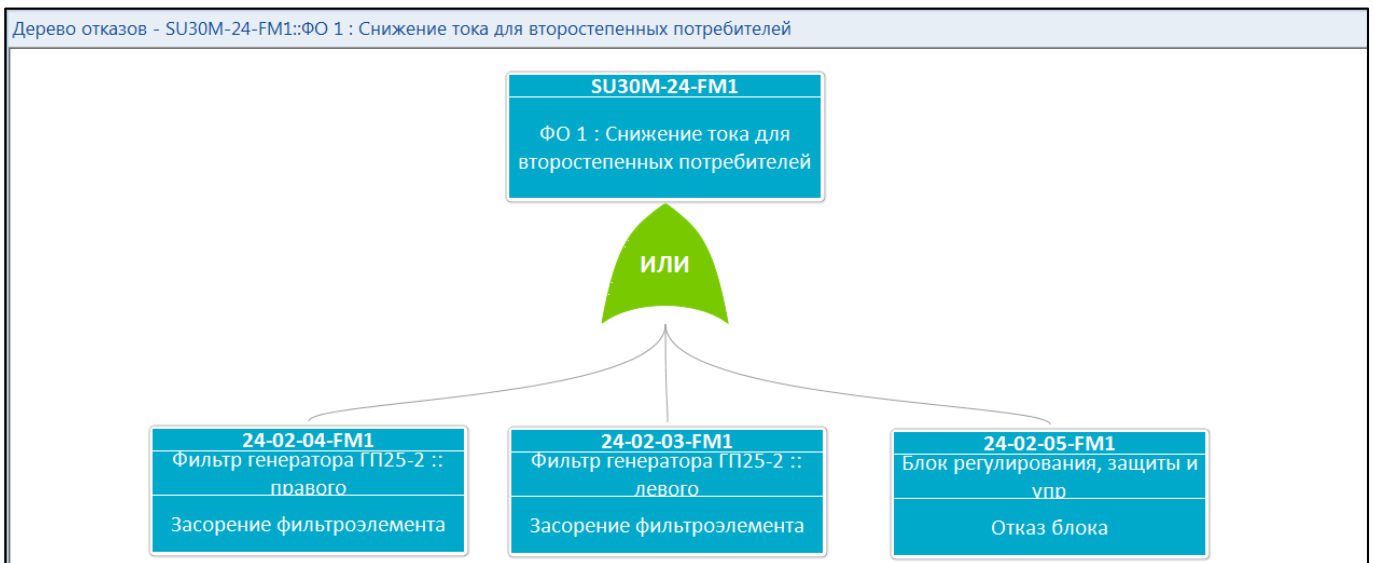 Дерево отказов - SU30M-24-FM1::ФО 1 : Снижение тока для второстепенных потребителей
SU30M-24-FM1
ФО 1 : Снижение тока для
второстепенных потребителей
ИЛИ
24-02-04-FM1
Фильтр генератора ГП25-2 ::
правого
Засорение фильтроэлемента
24-02-03-FM1
Фильтр генератора ГП25-2 ::
левого
Засорение фильтроэлемента
24-02-05-FM1
Блок регулирования, защиты и
упр
Отказ блока